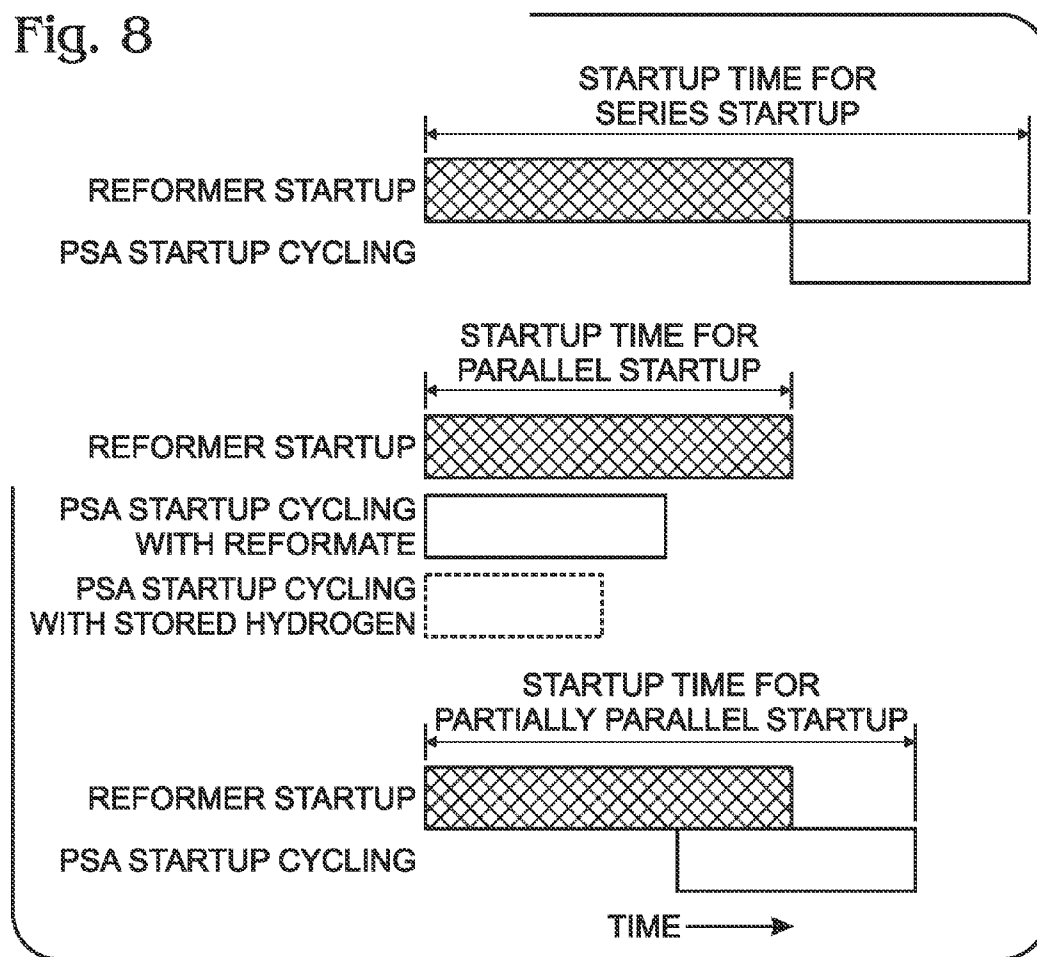 Fig. 8
STARTUP TIME FOR
SERIES STARTUP
REFORMER STARTUP
PSA STARTUP CYCLING
STARTUP TIME FOR
PARALLEL STARTUP
REFORMER STARTUP
PSA STARTUP CYCLING
WITH REFORMATE
PSA STARTUP CYCLING
WITH STORED HYDROGEN
STARTUP TIME FOR
PARTIALLY PARALLEL STARTUP
REFORMER STARTUP
PSA STARTUP CYCLING
TIME